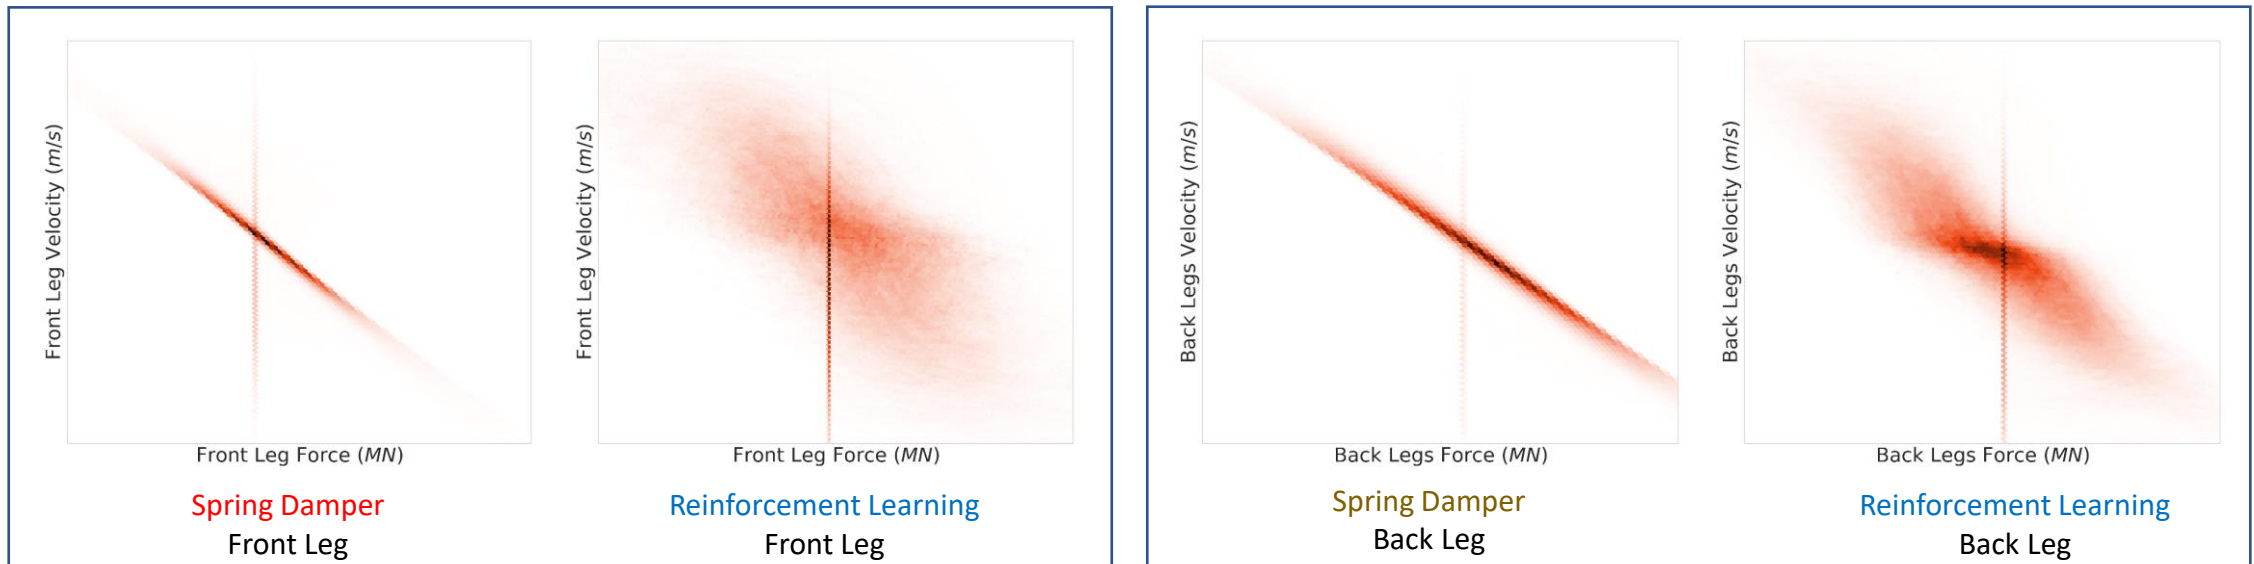 Front Leg Velocity (m/s)
Front Leg Force (MN)
Spring Damper
Front Leg
Front Leg Velocity (m/s)
Front Leg Force (MN)
Reinforcement Learning
Front Leg
Back Legs Velocity (m/s)
Back Legs Force (MN)
Spring Damper
Back Leg
Back Legs Velocity (m/s)
Back Legs Force (MN)
Reinforcement Learning
Back Leg